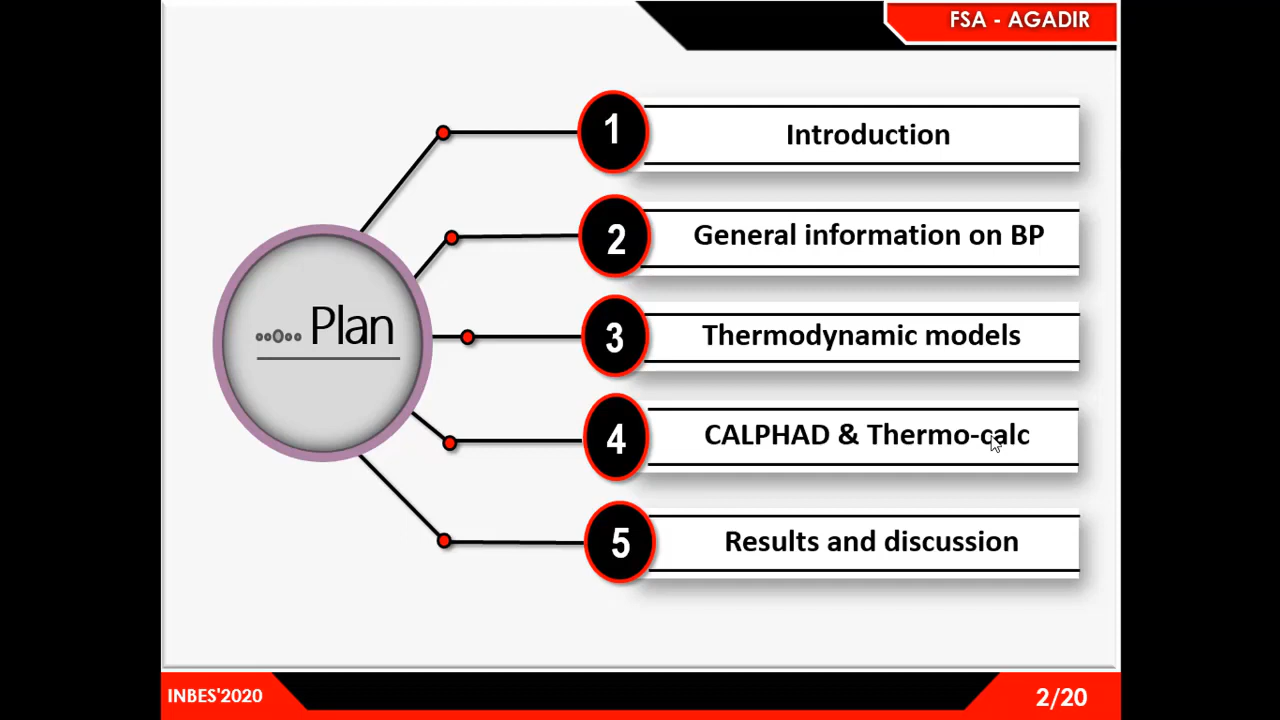 FSA - AGADIR
1
Introduction
2
General information on BP
3
Thermodynamic models
4
CALPHAD & Thermo-calc
5
Results and discussion
Plan
INBES'2020
2/20